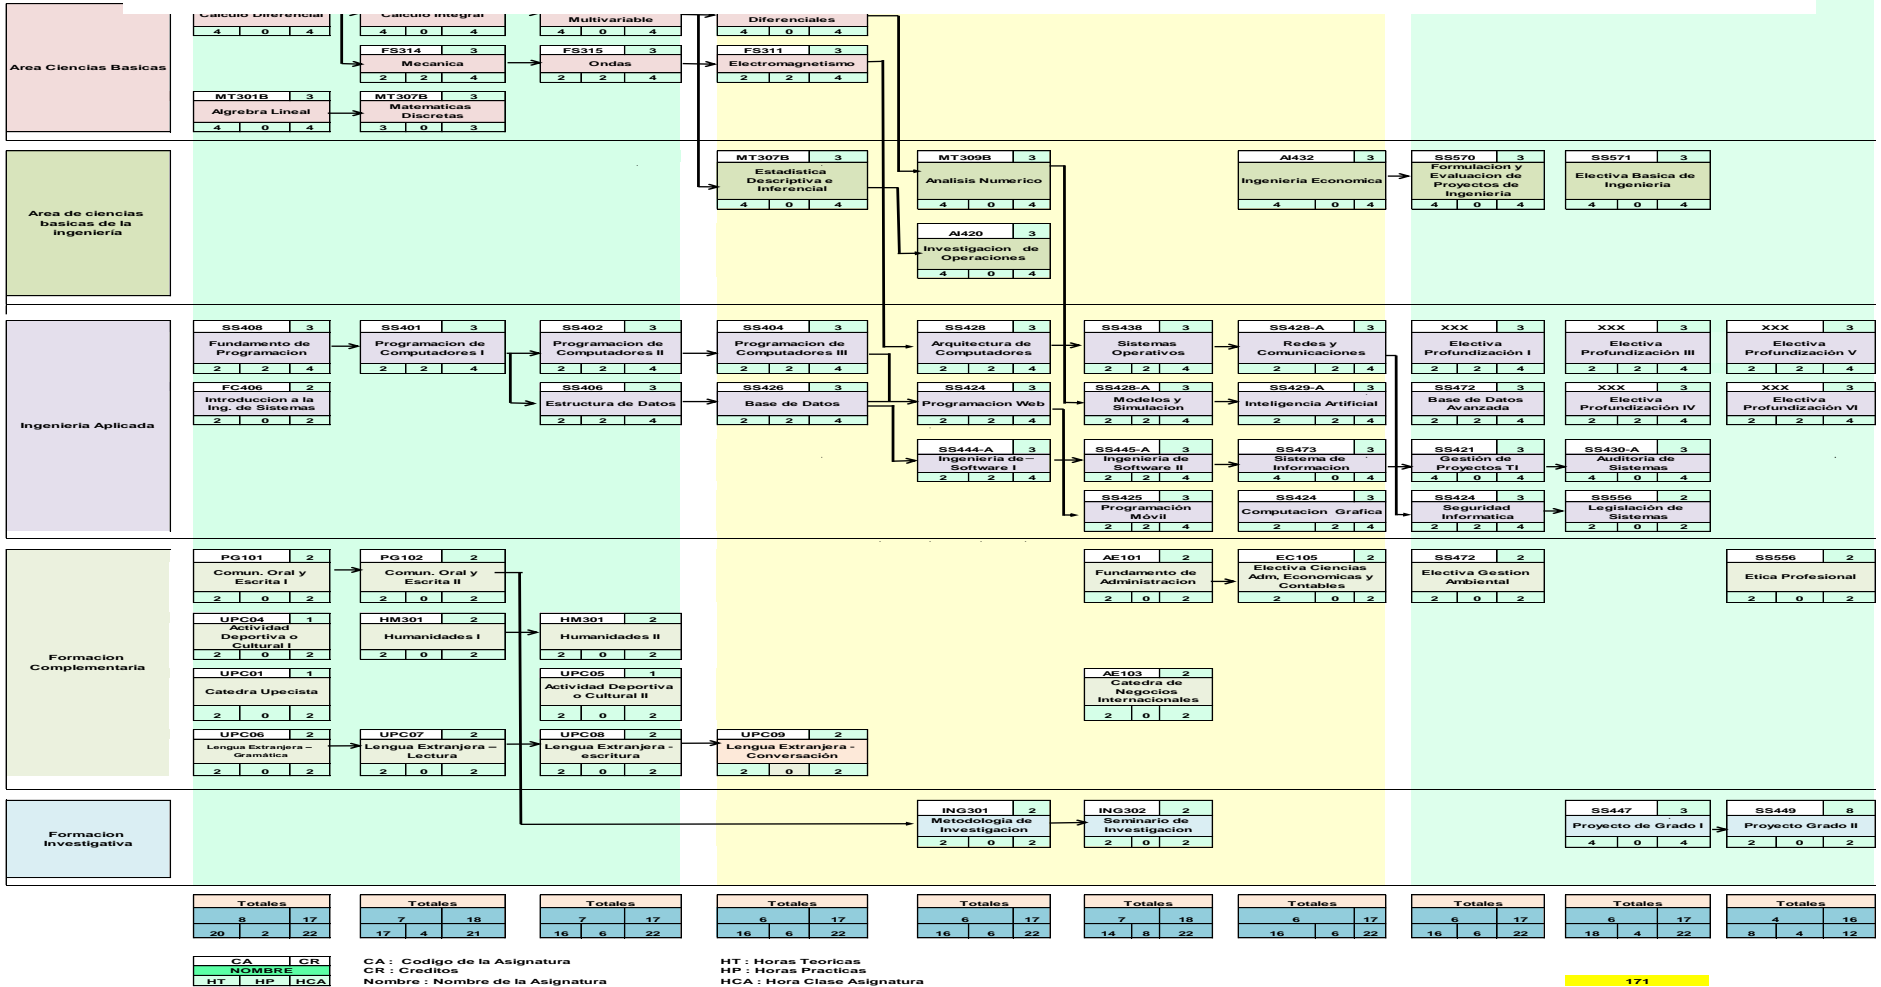 Area Ciencias Basicas
Calculo Diferencial
4 0 4
Calculo Integral
4 0 4
Multivariable
4 0 4
Diferenciales
4 0 4
FS314 3
Mecanica
2 2 4
FS315 3
Ondas
2 2 4
FS311 3
Electromagnetismo
2 2 4
MT301B 3
Algrebra Lineal
4 0 4
MT307B 3
Matematicas
Discretas
3 0 3
Area de ciencias
basicas de la
ingeniería
MT307B 3
Estadistica
Descriptiva e
Inferencial
4 0 4
MT309B 3
Analisis Numerico
4 0 4
AI432 3
Ingenieria Economica
4 0 4
SS570 3
Formulacion y
Evaluacion de
Proyectos de
Ingenieria
4 0 4
SS571 3
Electiva Basica de
Ingenieria
4 0 4
AI420 3
Investigacion de
Operaciones
4 0 4
Ingenieria Aplicada
SS408 3
Fundamento de
Programacion
2 2 4
SS401 3
Programacion de
Computadores I
2 2 4
SS402 3
Programacion de
Computadores II
2 2 4
SS404 3
Programacion de
Computadores III
2 2 4
SS428 3
Arquitectura de
Computadores
2 2 4
SS438 3
Sistemas
Operativos
2 2 4
SS428-A 3
Redes y
Comunicaciones
2 2 4
XXX 3
Electiva
Profundización I
2 2 4
XXX 3
Electiva
Profundización III
2 2 4
XXX 3
Electiva
Profundización V
2 2 4
FC406 2
Introduccion a la
Ing. de Sistemas
2 0 2
SS406 3
Estructura de Datos
2 2 4
SS426 3
Base de Datos
2 2 4
SS424 3
Programacion Web
2 2 4
SS428-A 3
Modelos y
Simulacion
2 2 4
SS429-A 3
Inteligencia Artificial
2 2 4
SS472 3
Base de Datos
Avanzada
2 2 4
XXX 3
Electiva
Profundización IV
2 2 4
XXX 3
Electiva
Profundización VI
2 2 4
SS444-A 3
Ingenieria de
Software I
2 2 4
SS445-A 3
Ingenieria de
Software II
2 2 4
SS473 3
Sistema de
Informacion
4 0 4
SS421 3
Gestión de
Proyectos TI
4 0 4
SS430-A 3
Auditoria de
Sistemas
4 0 4
SS425 3
Programación
Móvil
2 2 4
SS424 3
Computacion Grafica
2 2 4
SS424 3
Seguridad
Informatica
2 2 4
SS556 2
Legislación de
Sistemas
2 0 2
Formacion
Complementaria
PG101 2
Comun. Oral y
Escrita I
2 0 2
PG102 2
Comun. Oral y
Escrita II
2 0 2
AE101 2
Fundamento de
Administracion
2 0 2
EC105 2
Electiva Ciencias
Adm, Economicas y
Contables
2 0 2
SS472 2
Electiva Gestion
Ambiental
2 0 2
SS556 2
Etica Profesional
2 0 2
UPC04 1
Actividad
Deportiva o
Cultural I
2 0 2
HM301 2
Humanidades I
2 0 2
HM301 2
Humanidades II
2 0 2
UPC01 1
Catedra Upecista
2 0 2
UPC05 1
Actividad Deportiva
o Cultural II
2 0 2
AE103 2
Catedra de
Negocios
Internacionales
2 0 2
UPC06 2
Lengua Extranjera –
Gramática
2 0 2
UPC07 2
Lengua Extranjera –
Lectura
2 0 2
UPC08 2
Lengua Extranjera -
escritura
2 0 2
UPC09 2
Lengua Extranjera -
Conversación
2 0 2
Formacion
Investigativa
ING301 2
Metodologia de
Investigacion
2 0 2
ING302 2
Seminario de
Investigacion
2 0 2
SS447 3
Proyecto de Grado I
4 0 4
SS449 8
Proyecto Grado II
2 0 2
Totales Totales Totales Totales Totales Totales Totales Totales Totales Totales
8 17 7 18 7 17 6 17 6 17 7 18 6 17 6 17 6 17 4 16
20 2 22 17 4 21 16 6 22 16 6 22 16 6 22 14 8 22 16 6 22 16 6 22 18 4 22 8 4 12
CA CR
NOMBRE
HT HP HCA
CA : Codigo de la Asignatura
CR : Creditos
Nombre : Nombre de la Asignatura
HT : Horas Teoricas
HP : Horas Practicas
HCA : Hora Clase Asignatura
171